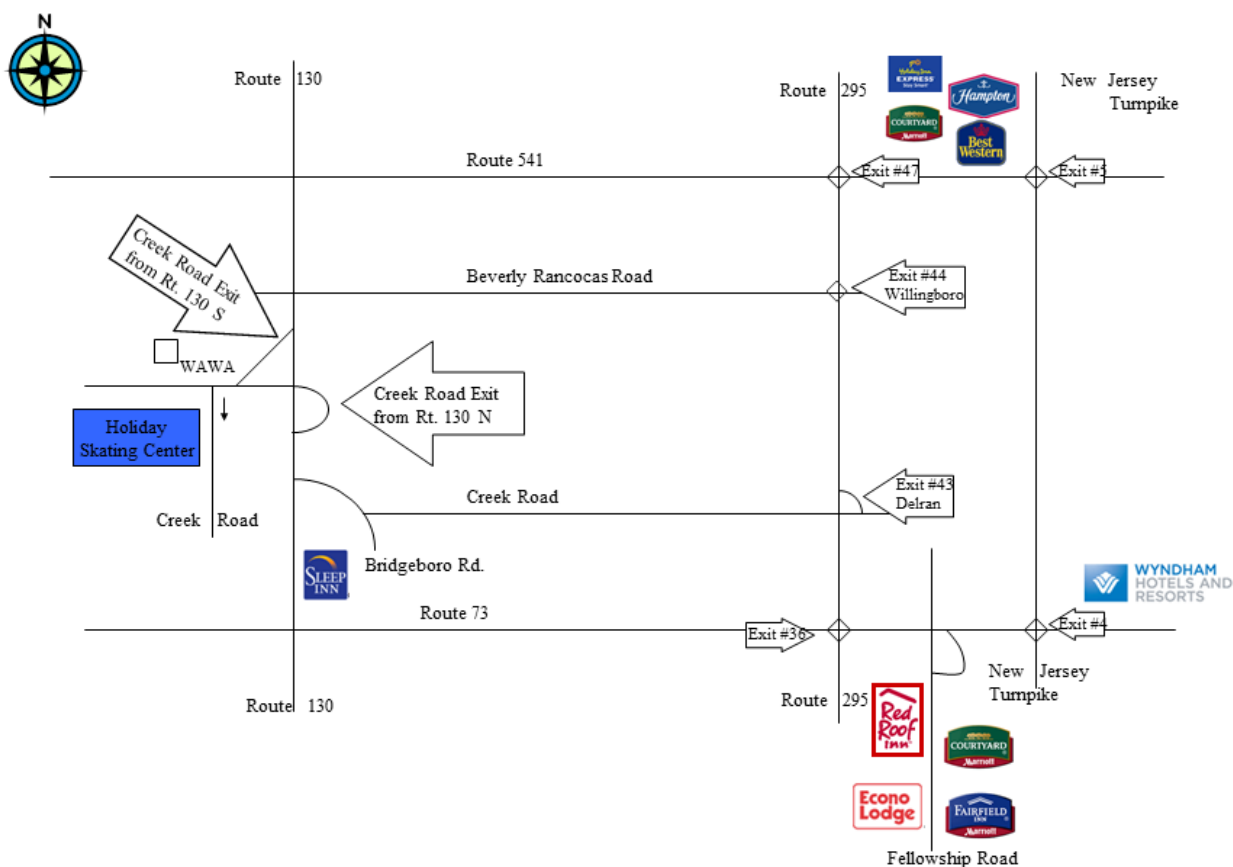 N
Route 130
Route 295
New Jersey
Turnpike
Holiday Inn
EXPRESS
Stay Smart
Hampton
COURTYARD
Marriott
Best
Western
Route 541
Exit #47
Exit #5
Creek Road Exit
from Rt. 130 S
Beverly Rancocas Road
Exit #44
Willingboro
WAWA
Creek Road Exit
from Rt. 130 N
Holiday
Skating Center
Creek Road
Exit #43
Delran
Creek Road
SLEEP
INN
Bridgeboro Rd.
WYNDHAM
HOTELS AND
RESORTS
Route 73
Exit #36
Exit #4
New Jersey
Turnpike
Route 130
Route 295
Red
Roof
Inn
COURTYARD
Marriott
Econo
Lodge
FAIRFIELD
INN
Marriott
Fellowship Road